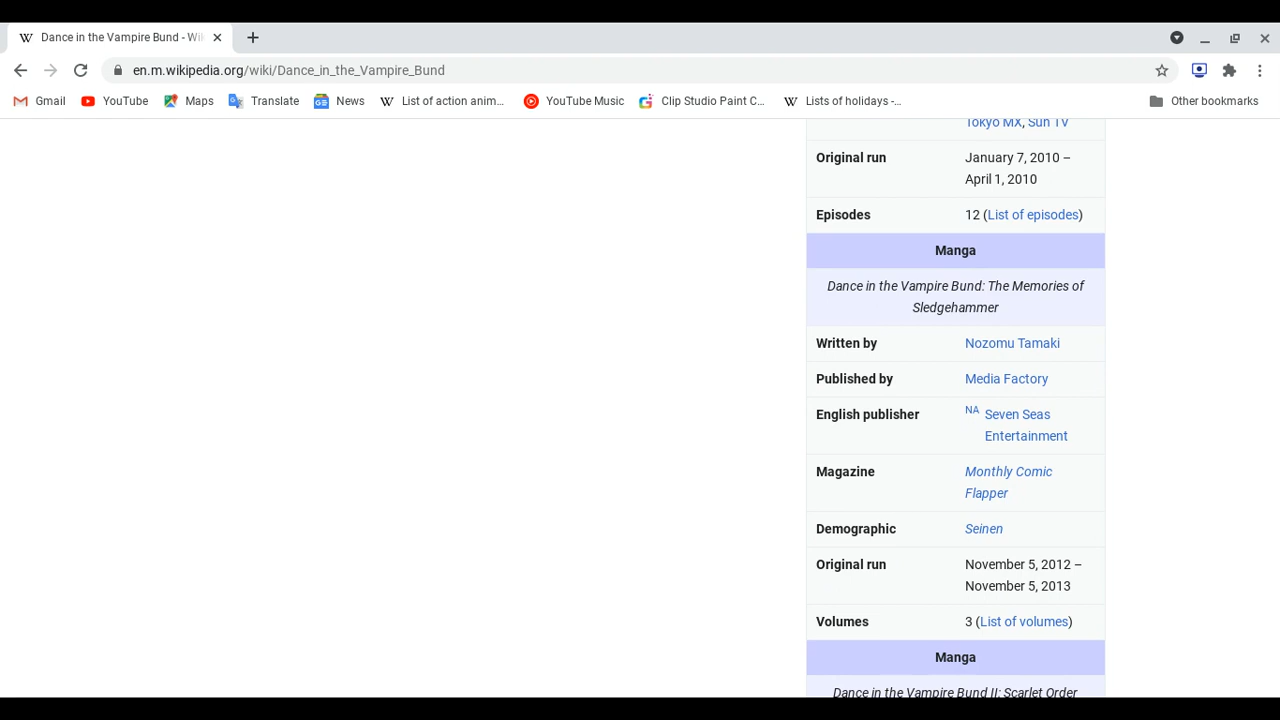 Dance in the Vampire Bund - Wi
en.m.wikipedia.org/wiki/Dance_in_the_Vampire_Bund
Gmail YouTube Maps Translate News List of action anim... YouTube Music Clip Studio Paint C... Lists of holidays -... Other bookmarks
Tokyo MX, Sun TV
Original run January 7, 2010 –
April 1, 2010
Episodes 12 (List of episodes)
Manga
Dance in the Vampire Bund: The Memories of
Sledgehammer
Written by Nozomu Tamaki
Published by Media Factory
English publisher NA Seven Seas
Entertainment
Magazine Monthly Comic
Flapper
Demographic Seinen
Original run November 5, 2012 –
November 5, 2013
Volumes 3 (List of volumes)
Manga
Dance in the Vampire Bund II: Scarlet Order